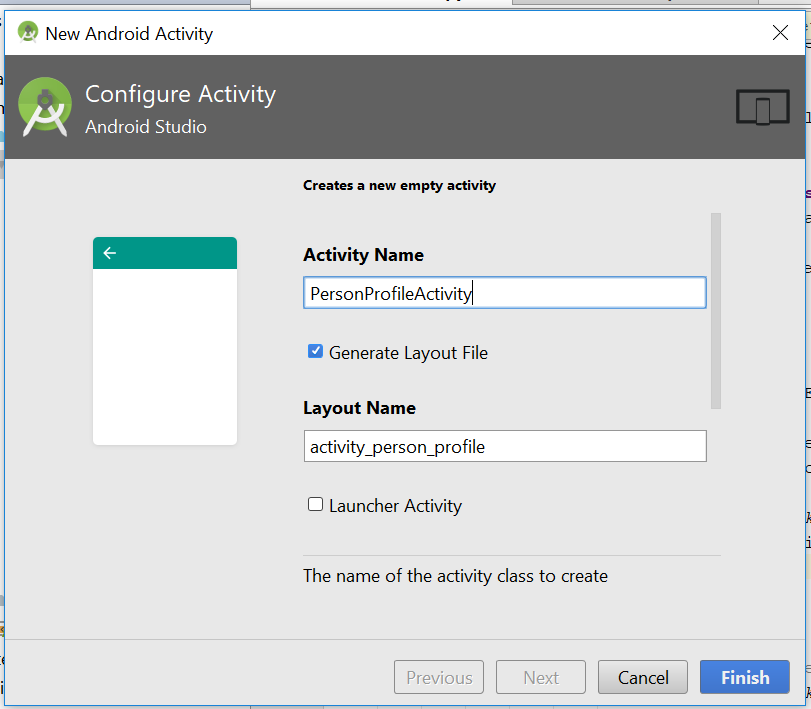 New Android Activity
Configure Activity
Android Studio
Creates a new empty activity
Activity Name
PersonProfileActivity
Generate Layout File
Layout Name
activity_person_profile
Launcher Activity
The name of the activity class to create
Previous
Next
Cancel
Finish